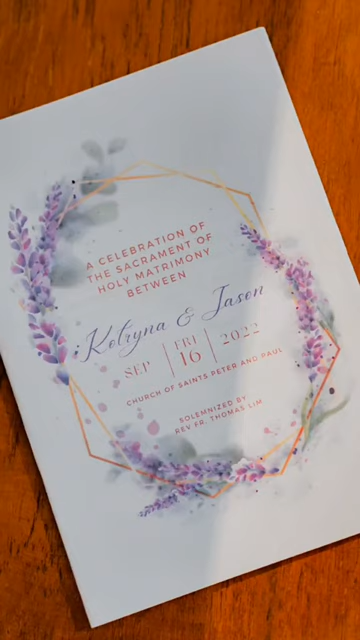 A CELEBRATION OF
THE SACRAMENT OF
HOLY MATRIMONY
BETWEEN
Kotryna & Jason
SEP | FRI 16 | 2022
CHURCH OF SAINTS PETER AND PAUL
SOLEMNIZED BY
REV FR. THOMAS LIM